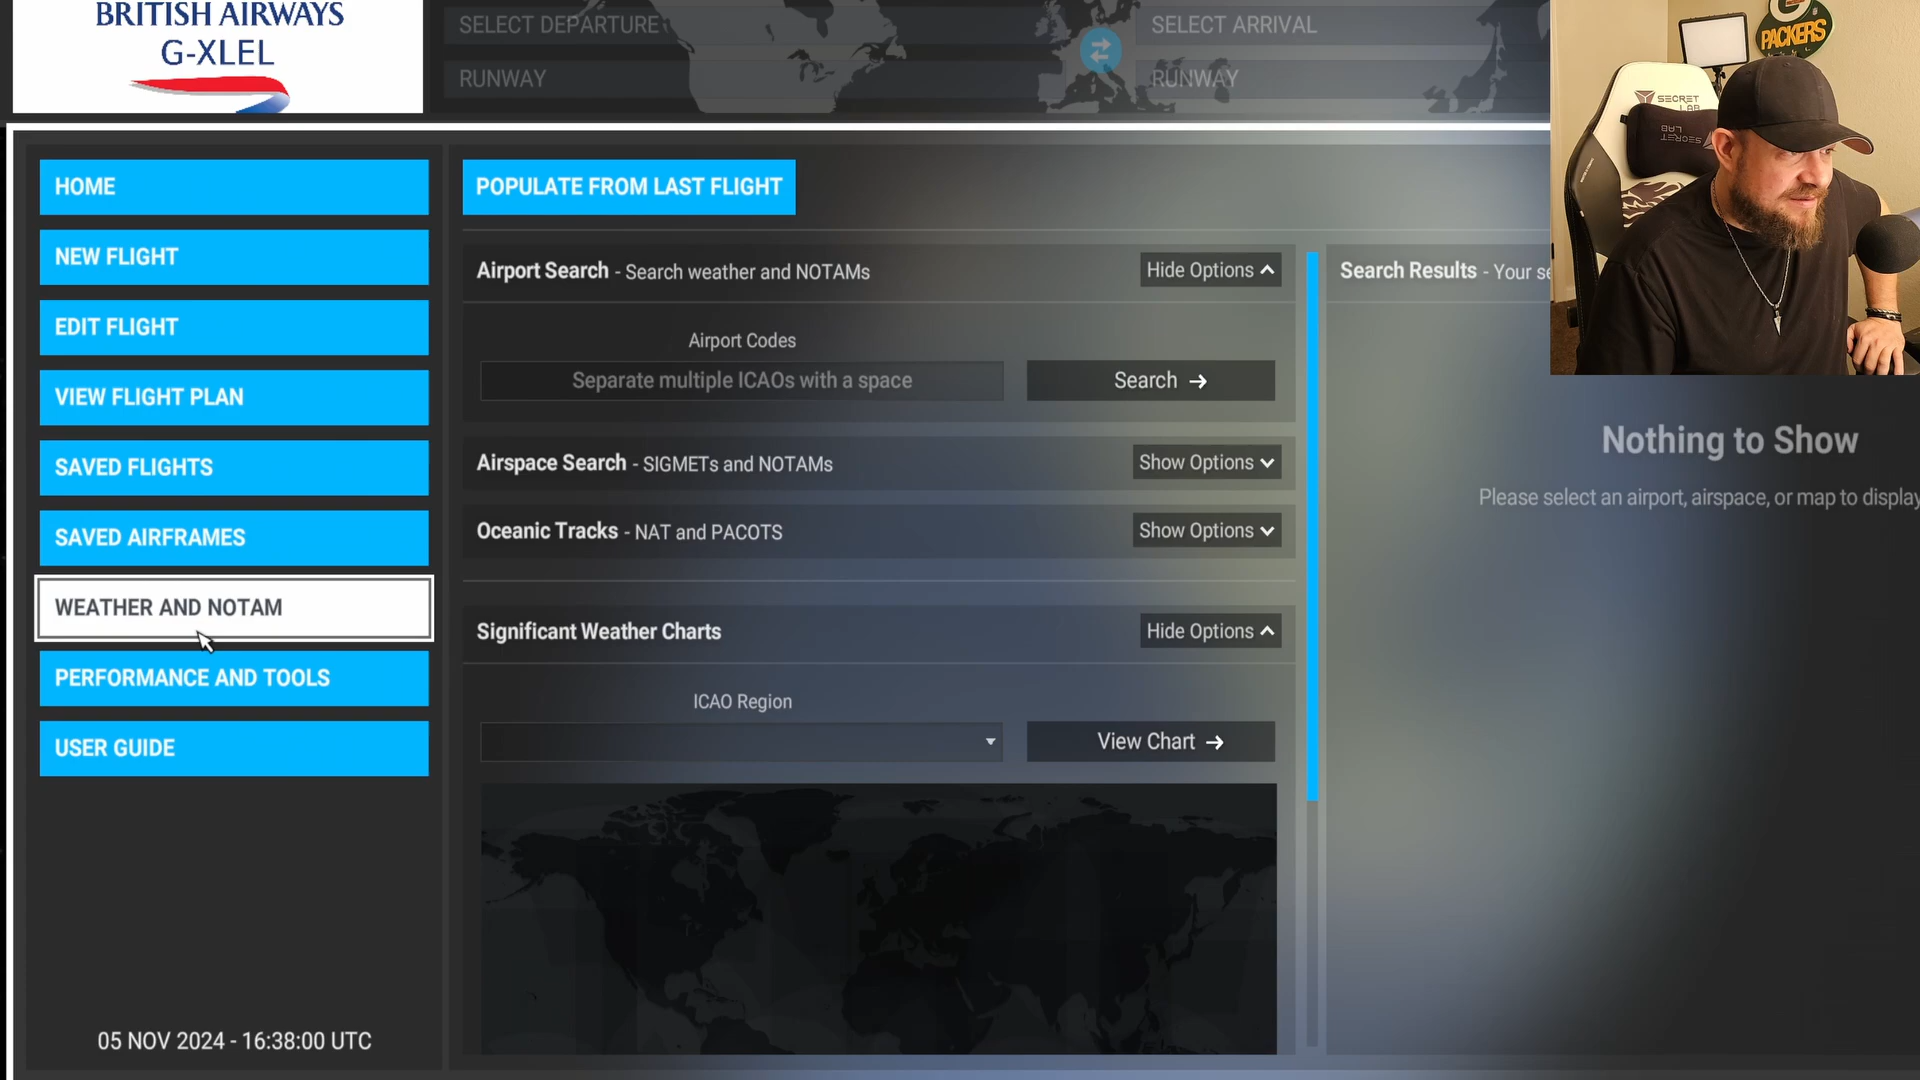 BRITISH AIRWAYS
G-XLEL
SELECT DEPARTURE
RUNWAY
SELECT ARRIVAL
RUNWAY
G
PACKERS
SECRET
LAB
SECRET
LAB
HOME
NEW FLIGHT
EDIT FLIGHT
VIEW FLIGHT PLAN
SAVED FLIGHTS
SAVED AIRFRAMES
WEATHER AND NOTAM
PERFORMANCE AND TOOLS
USER GUIDE
05 NOV 2024 - 16:38:00 UTC
POPULATE FROM LAST FLIGHT
Airport Search - Search weather and NOTAMs
Hide Options
Airport Codes
Separate multiple ICAOs with a space
Search →
Airspace Search - SIGMETs and NOTAMs
Show Options
Oceanic Tracks - NAT and PACOTS
Show Options
Significant Weather Charts
Hide Options
ICAO Region
View Chart →
Search Results - Your se
Nothing to Show
Please select an airport, airspace, or map to display